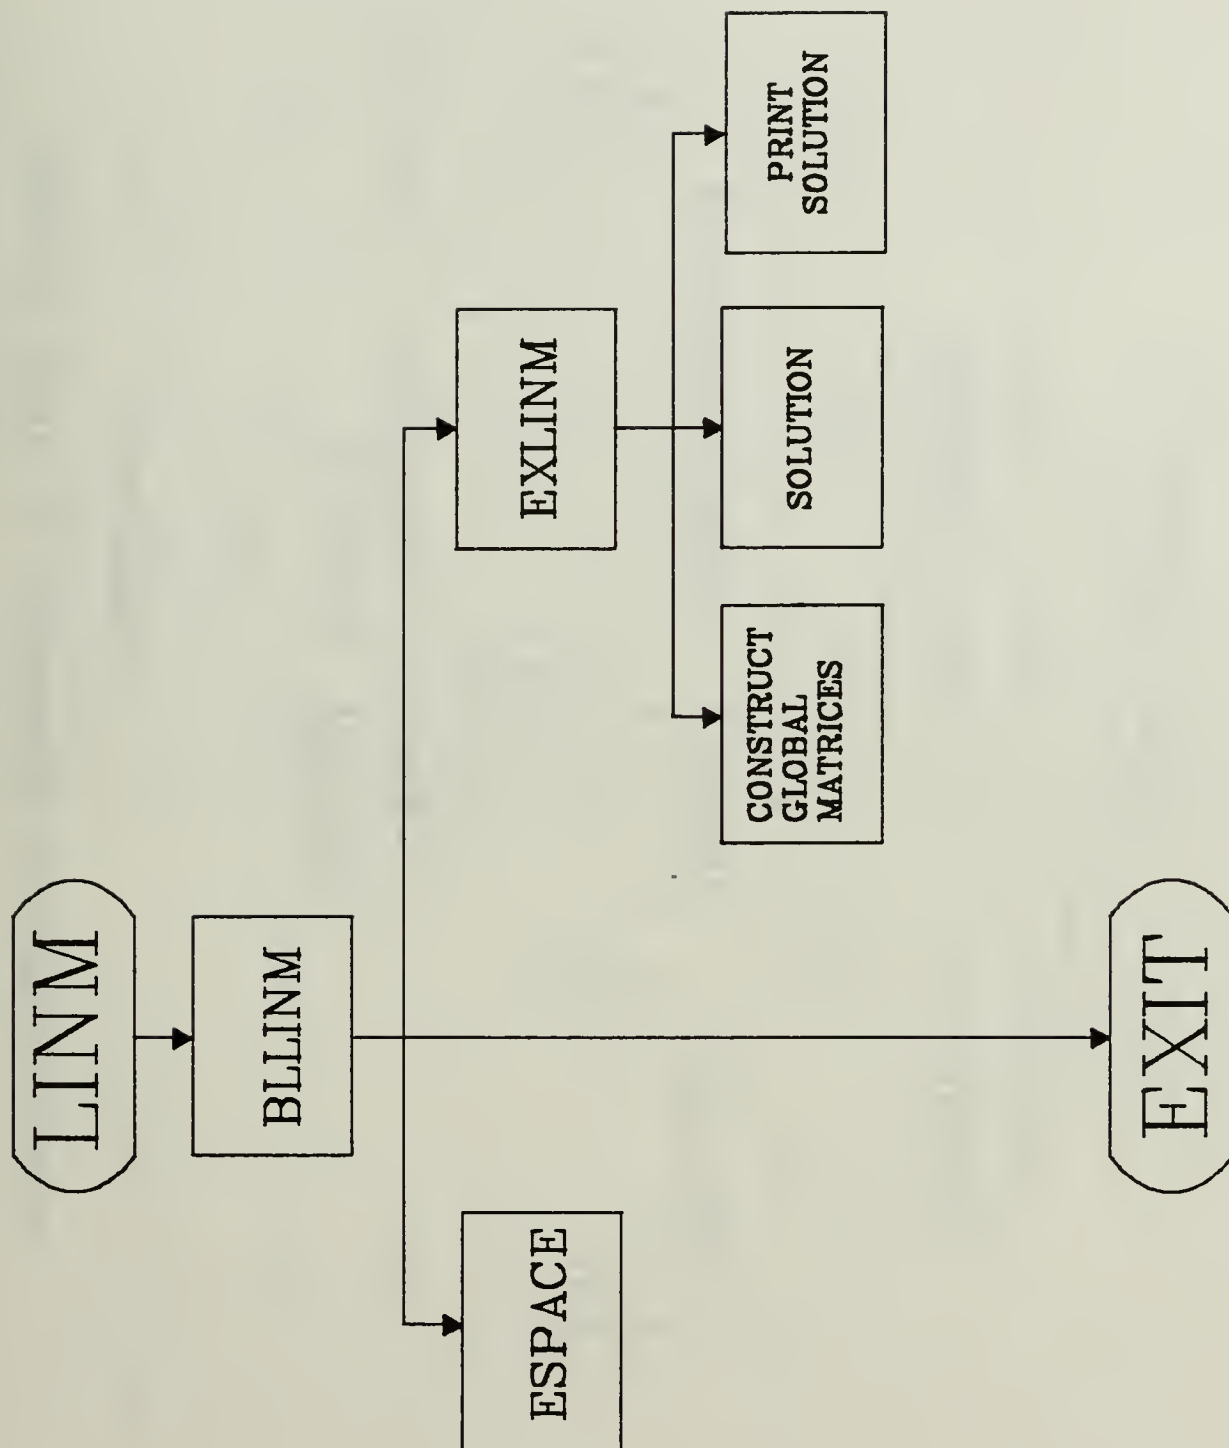 LINM
BLLINM
ESPACE
EXLINM
CONSTRUCT
GLOBAL
MATRICES
SOLUTION
PRINT
SOLUTION
EXIT